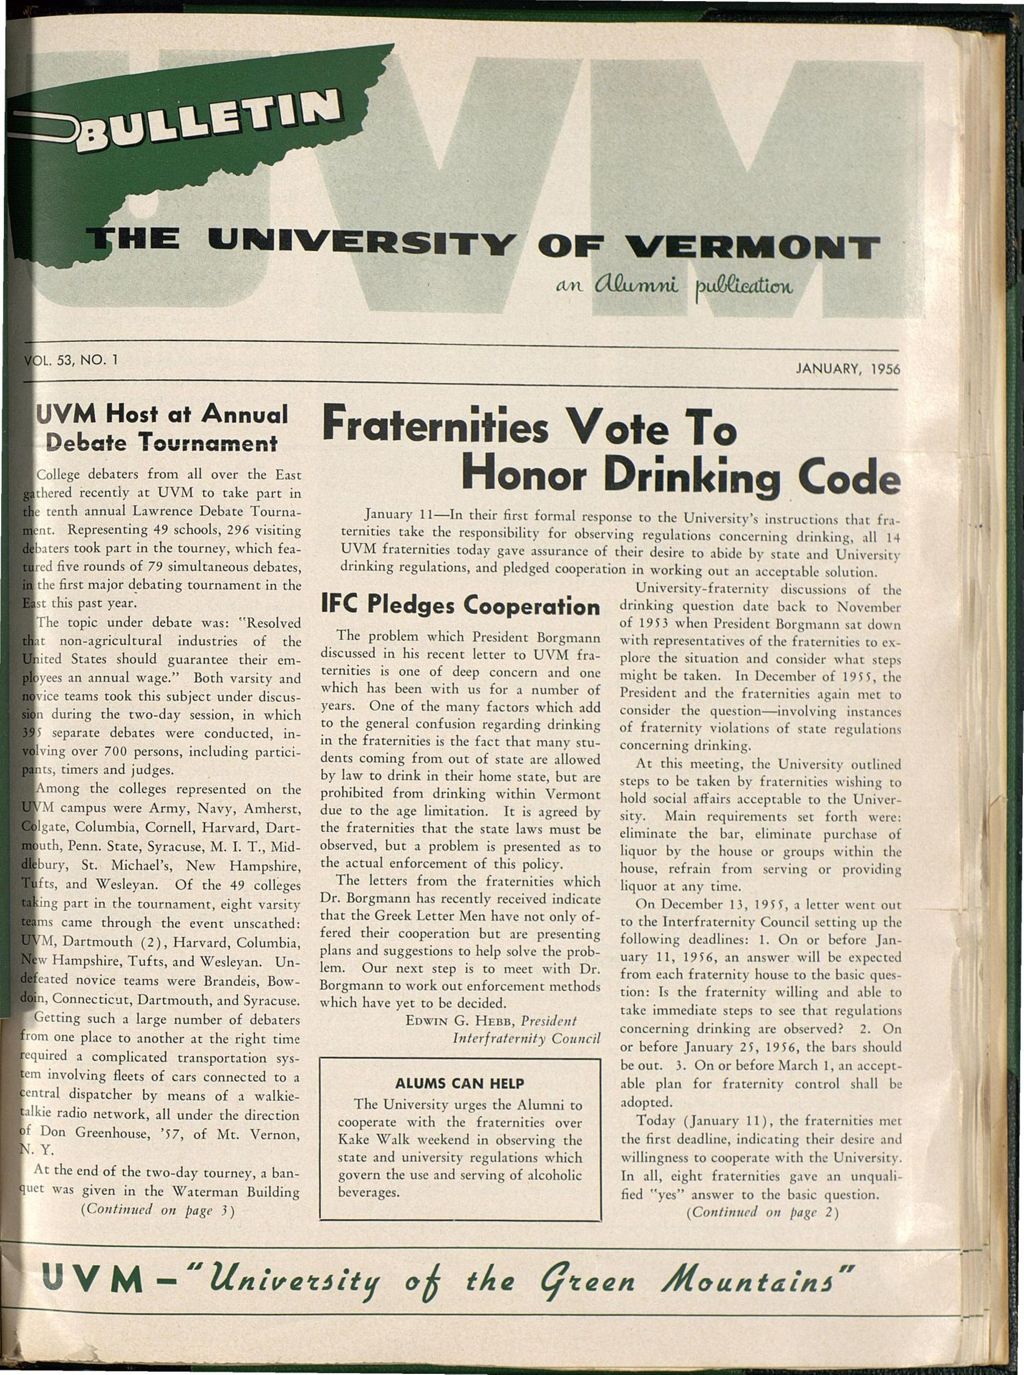 BULLETIN
UVM
THE UNIVERSITY OF VERMONT
an Alumni publication
VOL. 53, NO. 1
JANUARY, 1956
UVM Host at Annual
Debate Tournament
College debaters from all over the East
gathered recently at UVM to take part in
the tenth annual Lawrence Debate Tourna-
ment. Representing 49 schools, 296 visiting
debaters took part in the tourney, which fea-
tured five rounds of 79 simultaneous debates,
in the first major debating tournament in the
East this past year.
The topic under debate was: "Resolved
that non-agricultural industries of the
United States should guarantee their em-
ployees an annual wage." Both varsity and
novice teams took this subject under discus-
sion during the two-day session, in which
395 separate debates were conducted, in-
volving over 700 persons, including partici-
pants, timers and judges.
Among the colleges represented on the
UVM campus were Army, Navy, Amherst,
Colgate, Columbia, Cornell, Harvard, Dart-
mouth, Penn. State, Syracuse, M. I. T., Mid-
dlebury, St. Michael's, New Hampshire,
Tufts, and Wesleyan. Of the 49 colleges
taking part in the tournament, eight varsity
teams came through the event unscathed:
UVM, Dartmouth (2), Harvard, Columbia,
New Hampshire, Tufts, and Wesleyan. Un-
defeated novice teams were Brandeis, Bow-
doin, Connecticut, Dartmouth, and Syracuse.
Getting such a large number of debaters
from one place to another at the right time
required a complicated transportation sys-
tem involving fleets of cars connected to a
central dispatcher by means of a walkie-
talkie radio network, all under the direction
of Don Greenhouse, '57, of Mt. Vernon,
N. Y.
At the end of the two-day tourney, a ban-
quet was given in the Waterman Building
(Continued on page 3)
Fraternities Vote To
Honor Drinking Code
January 11—In their first formal response to the University's instructions that fra-
ternities take the responsibility for observing regulations concerning drinking, all 14
UVM fraternities today gave assurance of their desire to abide by state and University
drinking regulations, and pledged cooperation in working out an acceptable solution.
IFC Pledges Cooperation
The problem which President Borgmann
discussed in his recent letter to UVM fra-
ternities is one of deep concern and one
which has been with us for a number of
years. One of the many factors which add
to the general confusion regarding drinking
in the fraternities is the fact that many stu-
dents coming from out of state are allowed
by law to drink in their home state, but are
prohibited from drinking within Vermont
due to the age limitation. It is agreed by
the fraternities that the state laws must be
observed, but a problem is presented as to
the actual enforcement of this policy.
The letters from the fraternities which
Dr. Borgmann has recently received indicate
that the Greek Letter Men have not only of-
fered their cooperation but are presenting
plans and suggestions to help solve the prob-
lem. Our next step is to meet with Dr.
Borgmann to work out enforcement methods
which have yet to be decided.
EDWIN G. HEBB, President
Interfraternity Council
ALUMS CAN HELP
The University urges the Alumni to
cooperate with the fraternities over
Kake Walk weekend in observing the
state and university regulations which
govern the use and serving of alcoholic
beverages.
University-fraternity discussions of the
drinking question date back to November
of 1953 when President Borgmann sat down
with representatives of the fraternities to ex-
plore the situation and consider what steps
might be taken. In December of 1955, the
President and the fraternities again met to
consider the question—involving instances
of fraternity violations of state regulations
concerning drinking.
At this meeting, the University outlined
steps to be taken by fraternities wishing to
hold social affairs acceptable to the Univer-
sity. Main requirements set forth were:
eliminate the bar, eliminate purchase of
liquor by the house or groups within the
house, refrain from serving or providing
liquor at any time.
On December 13, 1955, a letter went out
to the Interfraternity Council setting up the
following deadlines: 1. On or before Jan-
uary 11, 1956, an answer will be expected
from each fraternity house to the basic ques-
tion: Is the fraternity willing and able to
take immediate steps to see that regulations
concerning drinking are observed? 2. On
or before January 25, 1956, the bars should
be out. 3. On or before March 1, an accept-
able plan for fraternity control shall be
adopted.
Today (January 11), the fraternities met
the first deadline, indicating their desire and
willingness to cooperate with the University.
In all, eight fraternities gave an unquali-
fied "yes" answer to the basic question.
(Continued on page 2)
UVM—"University of the Green Mountains"